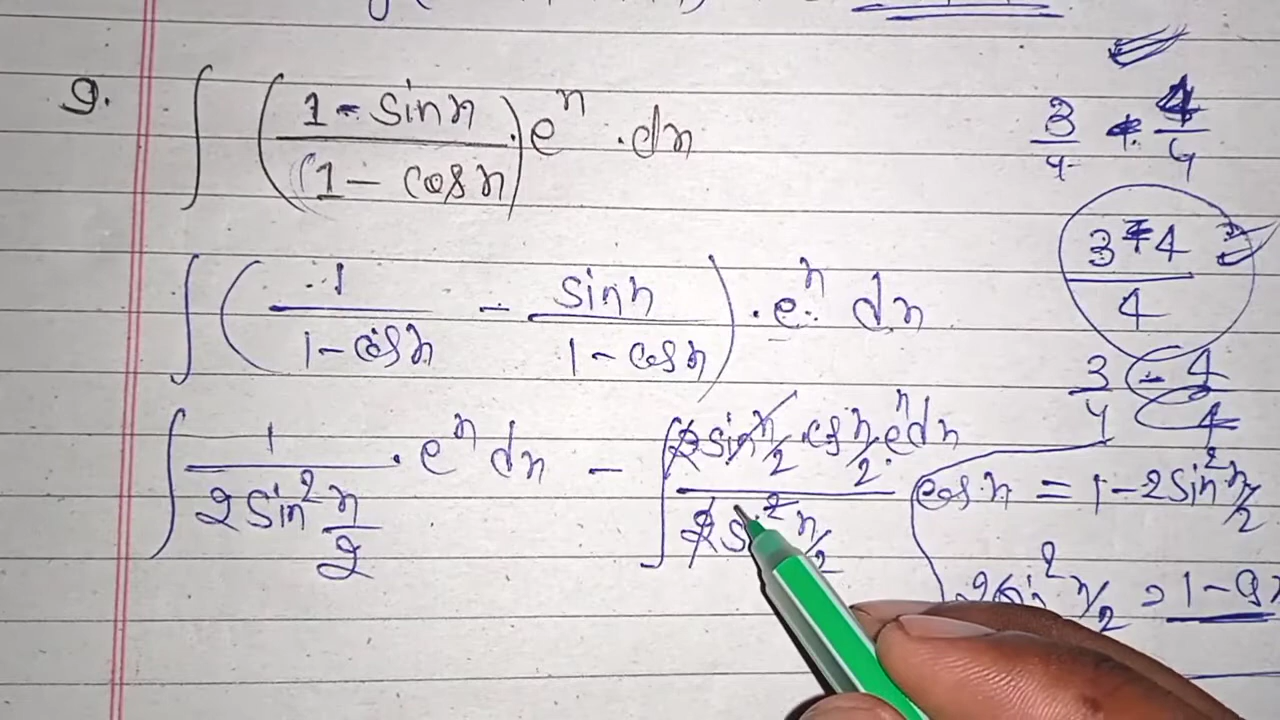 9. ∫ ( (1 - sin x) / (1 - cos x) ) . e^x . dx
∫ ( 1 / (1 - cos x) - sin x / (1 - cos x) ) . e^x dx
∫ 1 / (2 sin² x/2) . e^x dx - ∫ (2 sin x/2 . cos x/2 . e^x dx) / (2 sin² x/2)
3/4 + 4/4
(3 + 4) / 4
3/4 - 4/4
cos x = 1 - 2 sin² x/2
2 sin² x/2 = 1 - cos x